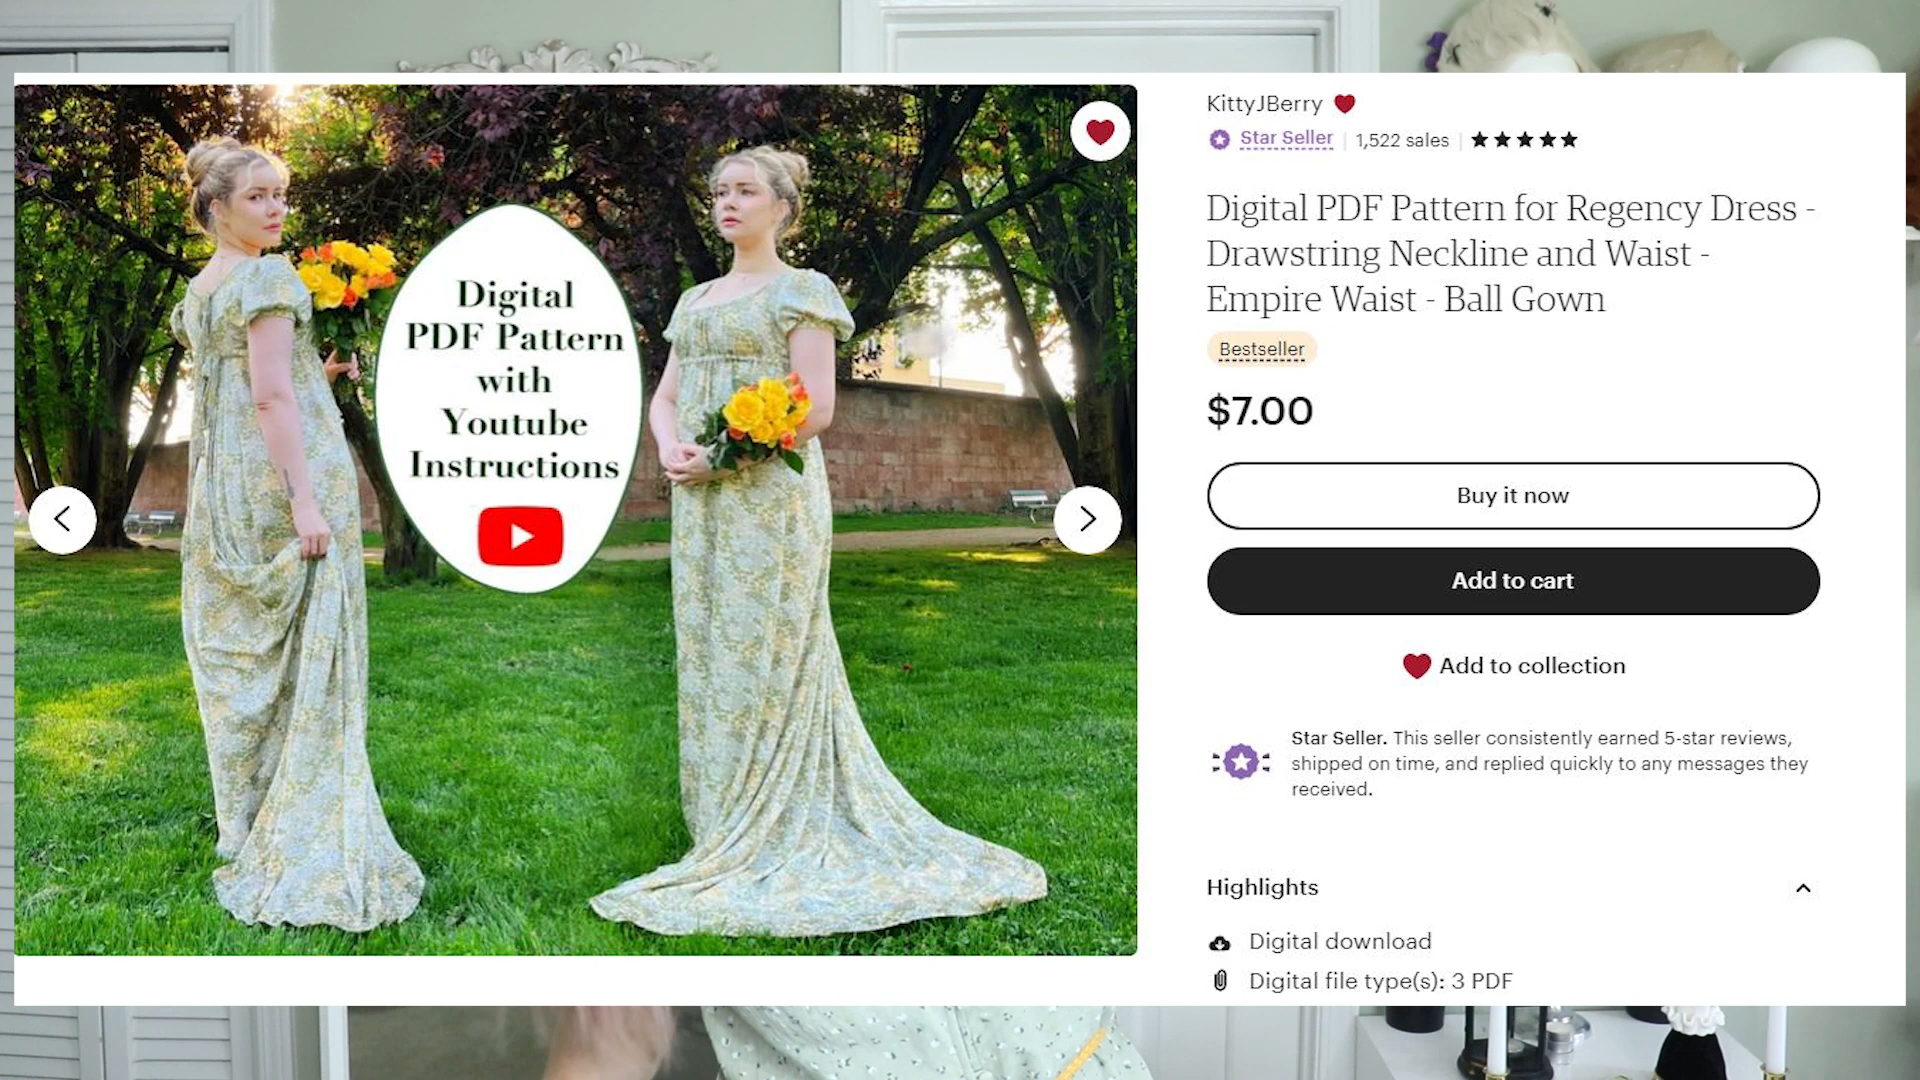 Digital
PDF Pattern
with
Youtube
Instructions
KittyJBerry
Star Seller | 1,522 sales |
Digital PDF Pattern for Regency Dress -
Drawstring Neckline and Waist -
Empire Waist - Ball Gown
Bestseller
$7.00
Buy it now
Add to cart
Add to collection
Star Seller. This seller consistently earned 5-star reviews,
shipped on time, and replied quickly to any messages they
received.
Highlights
Digital download
Digital file type(s): 3 PDF